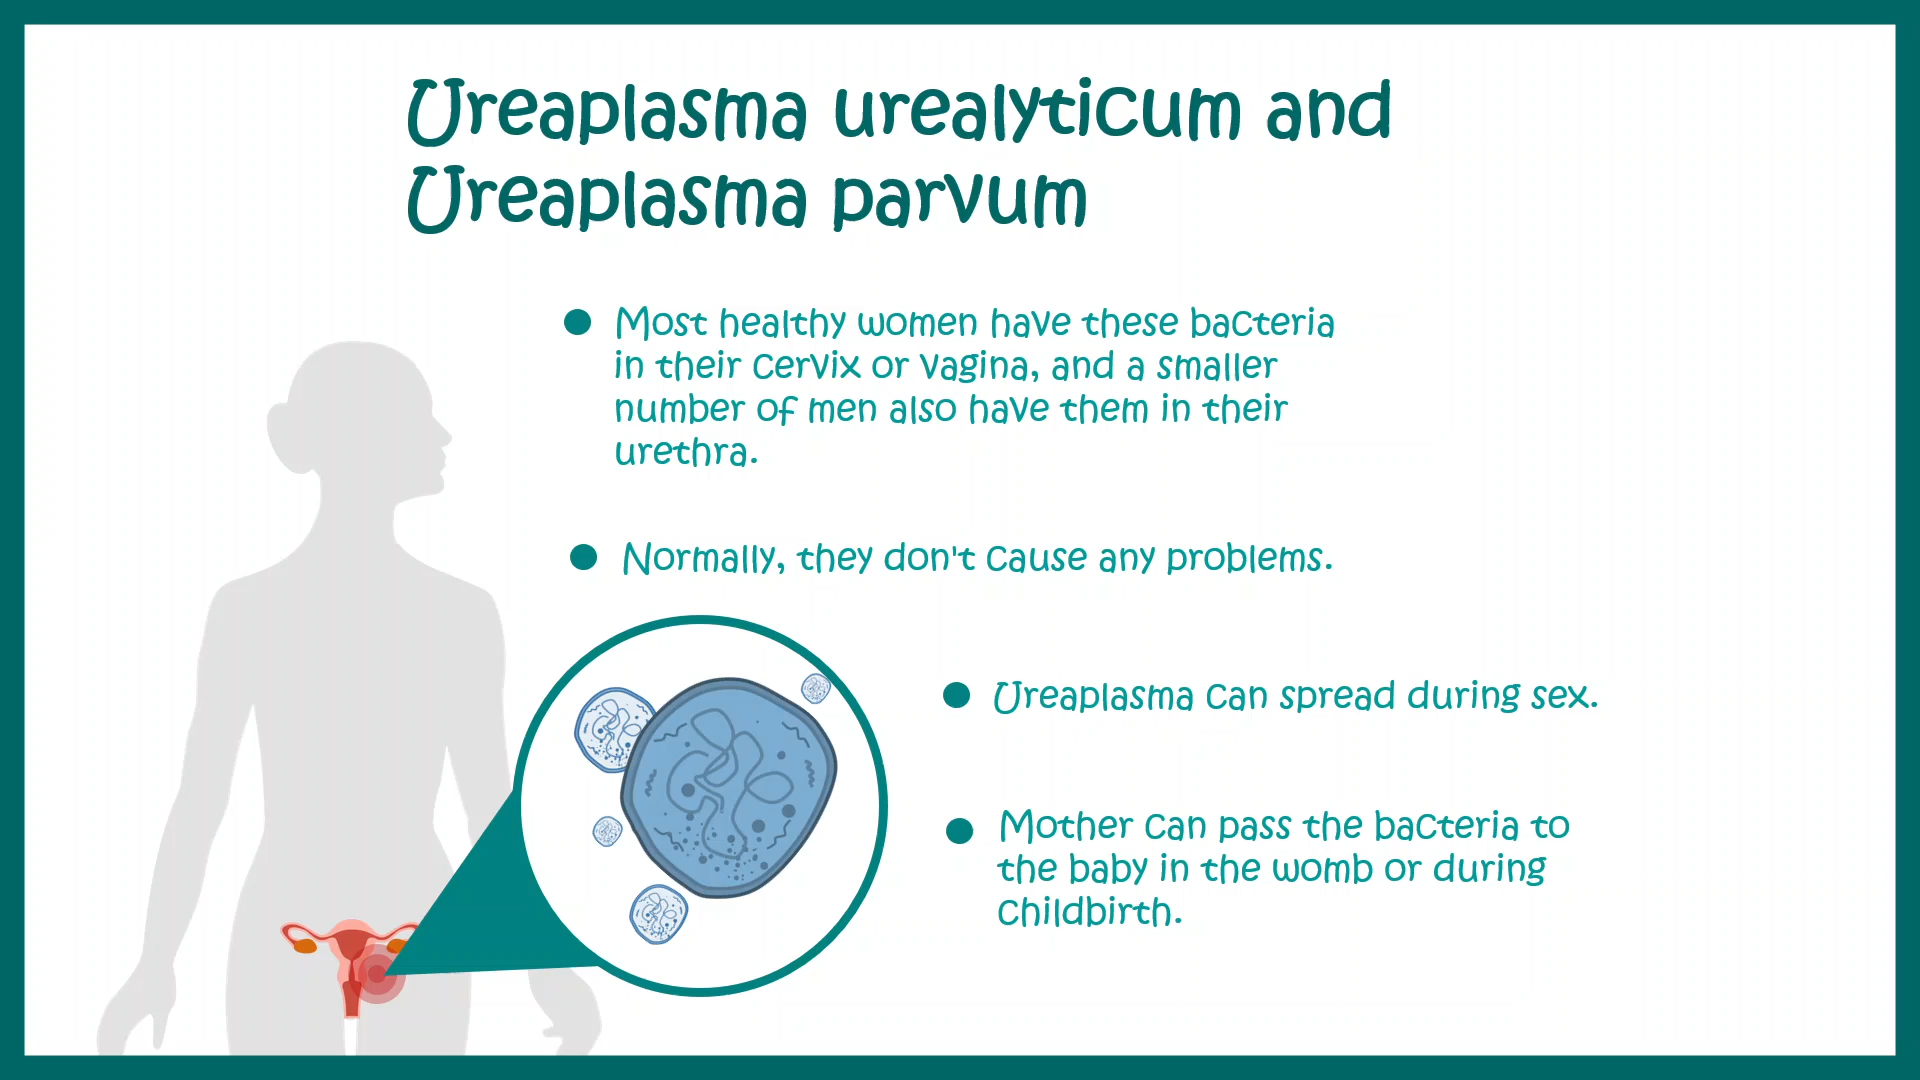 Ureaplasma urealyticum and
Ureaplasma parvum
Most healthy women have these bacteria
in their cervix or vagina, and a smaller
number of men also have them in their
urethra.
Normally, they don't cause any problems.
Ureaplasma can spread during sex.
Mother can pass the bacteria to
the baby in the womb or during
childbirth.